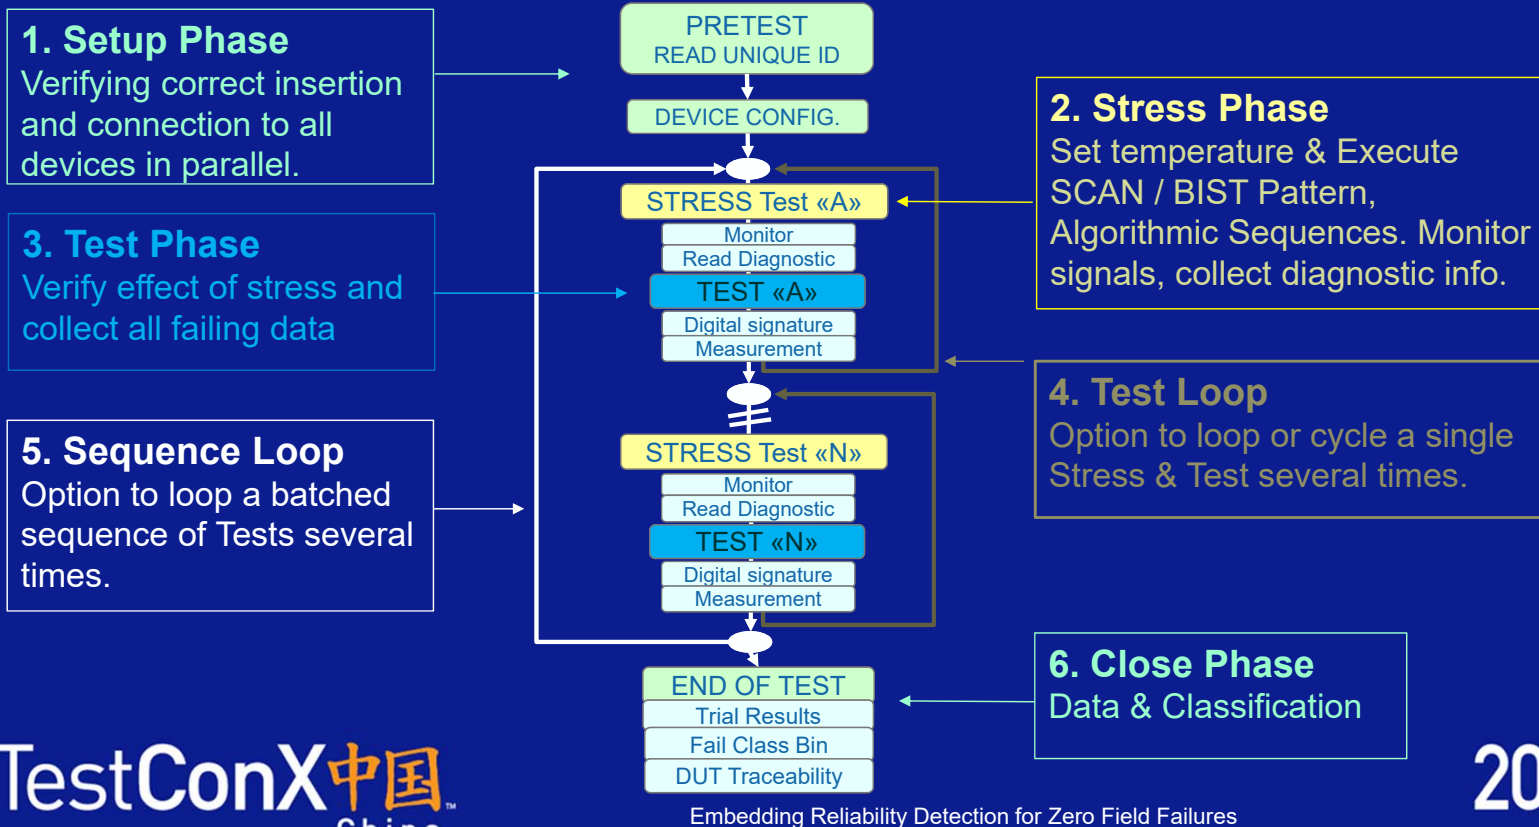 1. Setup Phase
Verifying correct insertion
and connection to all
devices in parallel.
3. Test Phase
Verify effect of stress and
collect all failing data
5. Sequence Loop
Option to loop a batched
sequence of Tests several
times.
PRETEST
READ UNIQUE ID
DEVICE CONFIG.
STRESS Test «A»
Monitor
Read Diagnostic
TEST «A»
Digital signature
Measurement
STRESS Test «N»
Monitor
Read Diagnostic
TEST «N»
Digital signature
Measurement
END OF TEST
Trial Results
Fail Class Bin
DUT Traceability
2. Stress Phase
Set temperature & Execute
SCAN / BIST Pattern,
Algorithmic Sequences. Monitor
signals, collect diagnostic info.
4. Test Loop
Option to loop or cycle a single
Stress & Test several times.
6. Close Phase
Data & Classification
TestConX中国™
China
Embedding Reliability Detection for Zero Field Failures
20